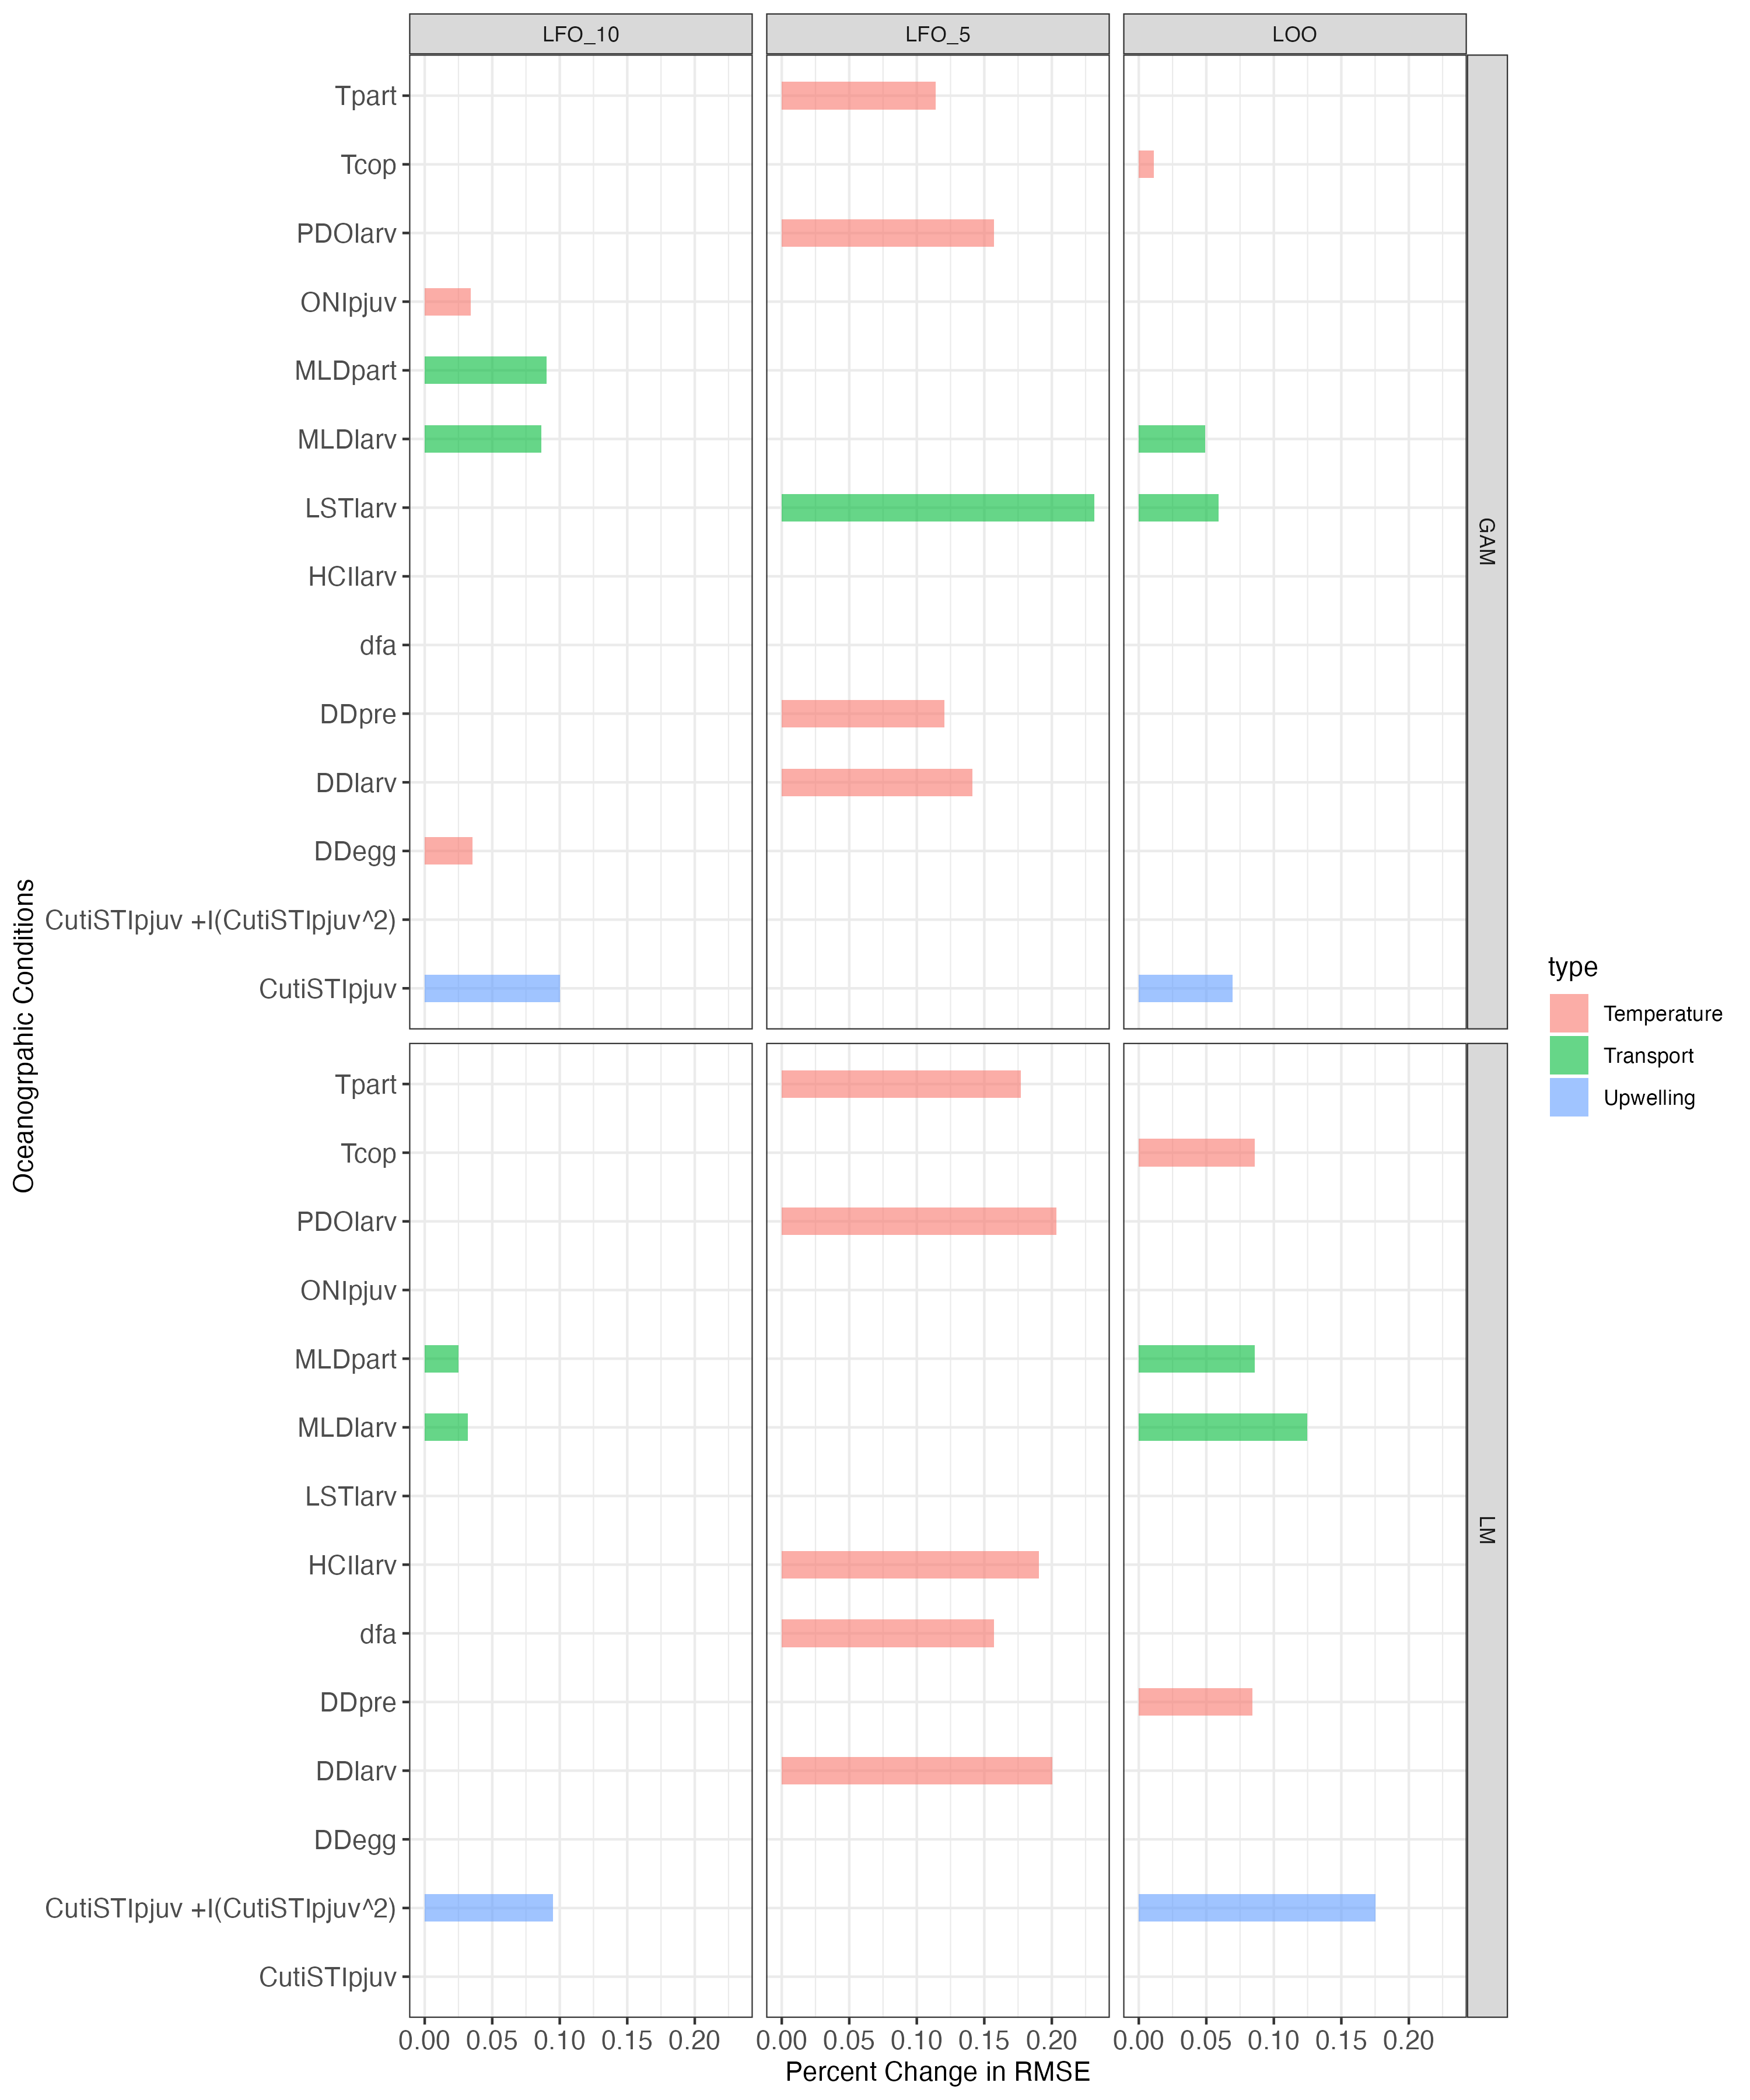 LFO_10 LFO_5 LOO
Tpart
Tcop
PDOlarv
ONIpjuv
MLDpart
MLDlarv
LSTlarv
HCIlarv
dfa
DDpre
DDlarv
DDegg
CutiSTIpjuv +I(CutiSTIpjuv^2)
CutiSTIpjuv
GAM
Tpart
Tcop
PDOlarv
ONIpjuv
MLDpart
MLDlarv
LSTlarv
HCIlarv
dfa
DDpre
DDlarv
DDegg
CutiSTIpjuv +I(CutiSTIpjuv^2)
CutiSTIpjuv
LM
0.00 0.05 0.10 0.15 0.20 0.00 0.05 0.10 0.15 0.20 0.00 0.05 0.10 0.15 0.20
Percent Change in RMSE
Oceanogrpahic Conditions
type
Temperature
Transport
Upwelling